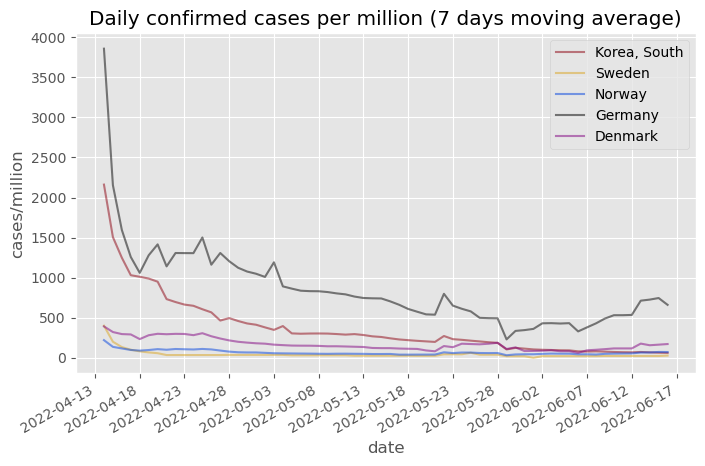 Daily confirmed cases per million (7 days moving average)
4000
3500
3000
2500
2000
1500
1000
500
0
cases/million
Korea, South
Sweden
Norway
Germany
Denmark
2022-04-13
2022-04-18
2022-04-23
2022-04-28
2022-05-03
2022-05-08
2022-05-13
2022-05-18
2022-05-23
2022-05-28
2022-06-02
2022-06-07
2022-06-12
2022-06-17
date